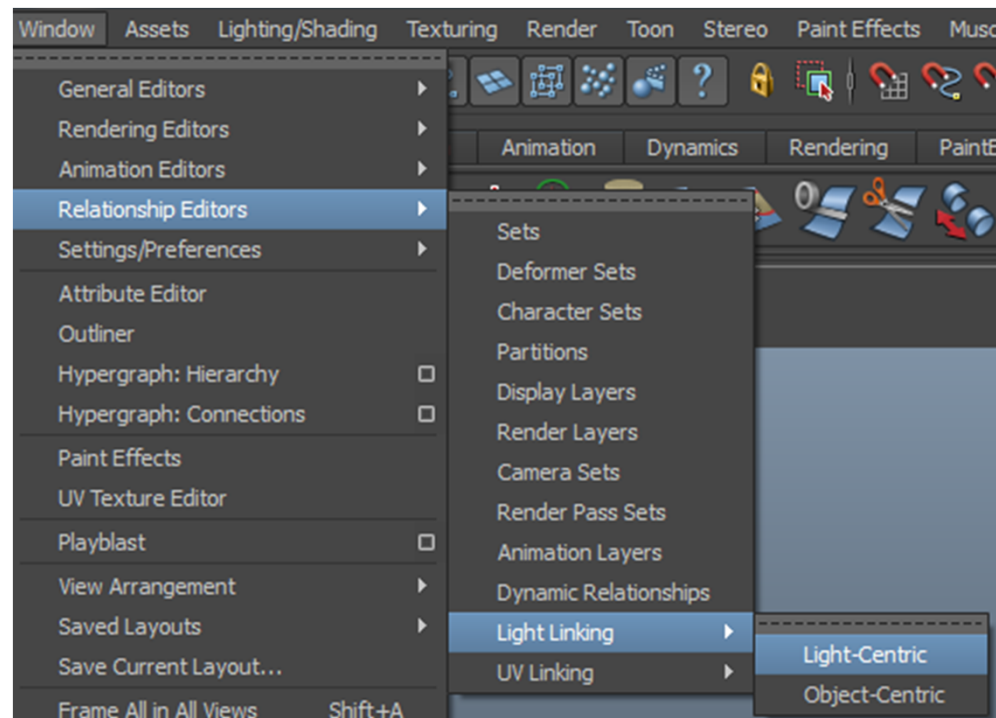 Window Assets Lighting/Shading Texturing Render Toon Stereo Paint Effects
General Editors
Rendering Editors
Animation Editors
Relationship Editors
Settings/Preferences
Attribute Editor
Outliner
Hypergraph: Hierarchy
Hypergraph: Connections
Paint Effects
UV Texture Editor
Playblast
View Arrangement
Saved Layouts
Save Current Layout...
Frame All in All Views Shift+A
?
Animation Dynamics Rendering
Sets
Deformer Sets
Character Sets
Partitions
Display Layers
Render Layers
Camera Sets
Render Pass Sets
Animation Layers
Dynamic Relationships
Light Linking
UV Linking
Light-Centric
Object-Centric